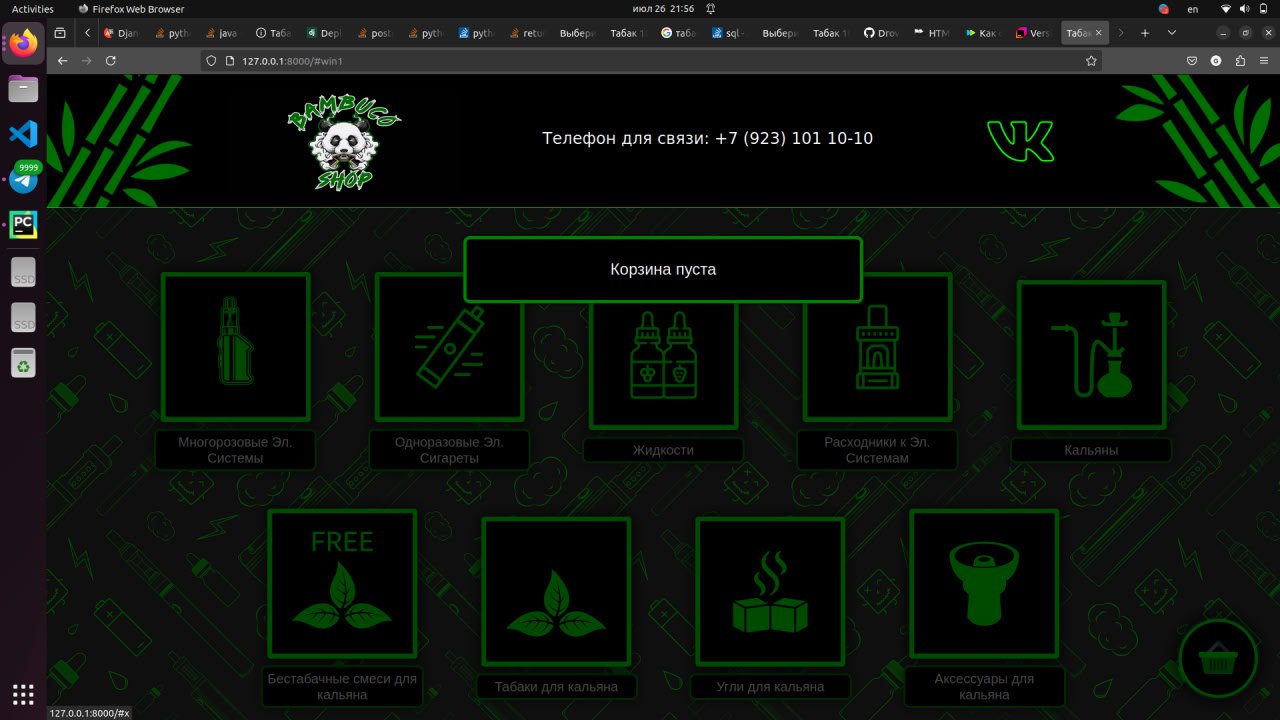 Activities
Firefox Web Browser
июл 26 21:56
en
Djan
pytho
java
Таба
Depl
pytho
post
pyth
pyth
retu
Выбери
Табак 1
таба
sql -
Выбери
Табак 1
Drov
HTM
Как с
Versi
Табак
127.0.0.1:8000/#win1
G
9999
PC
SSD
SSD
BAMBUCO
SHOP
Телефон для связи: +7 (923) 101 10-10
Корзина пуста
Многорозовые Эл.
Системы
Одноразовые Эл.
Сигареты
Жидкости
Расходники к Эл.
Системам
Кальяны
FREE
Бестабачные смеси для
кальяна
Табаки для кальяна
Угли для кальяна
Аксессуары для
кальяна
127.0.0.1:8000/#x